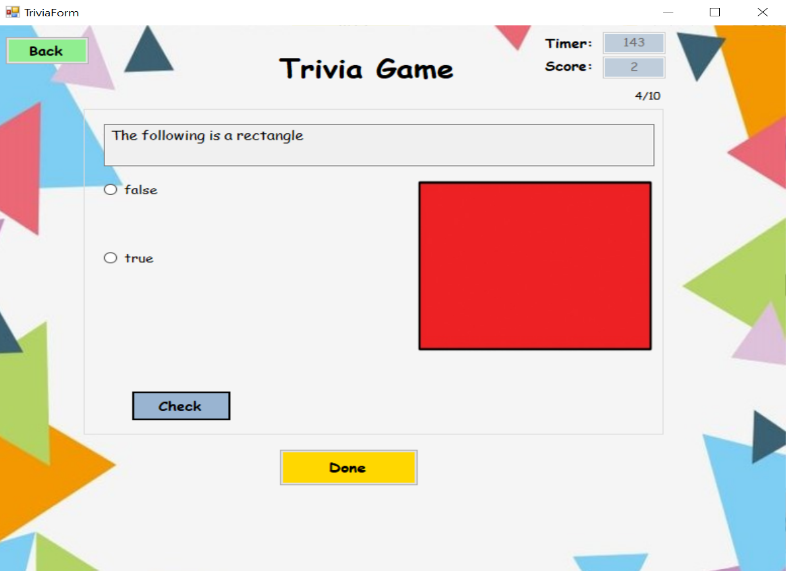 TriviaForm
Back
Trivia Game
Timer: 143
Score: 2
4/10
The following is a rectangle
false
true
Check
Done